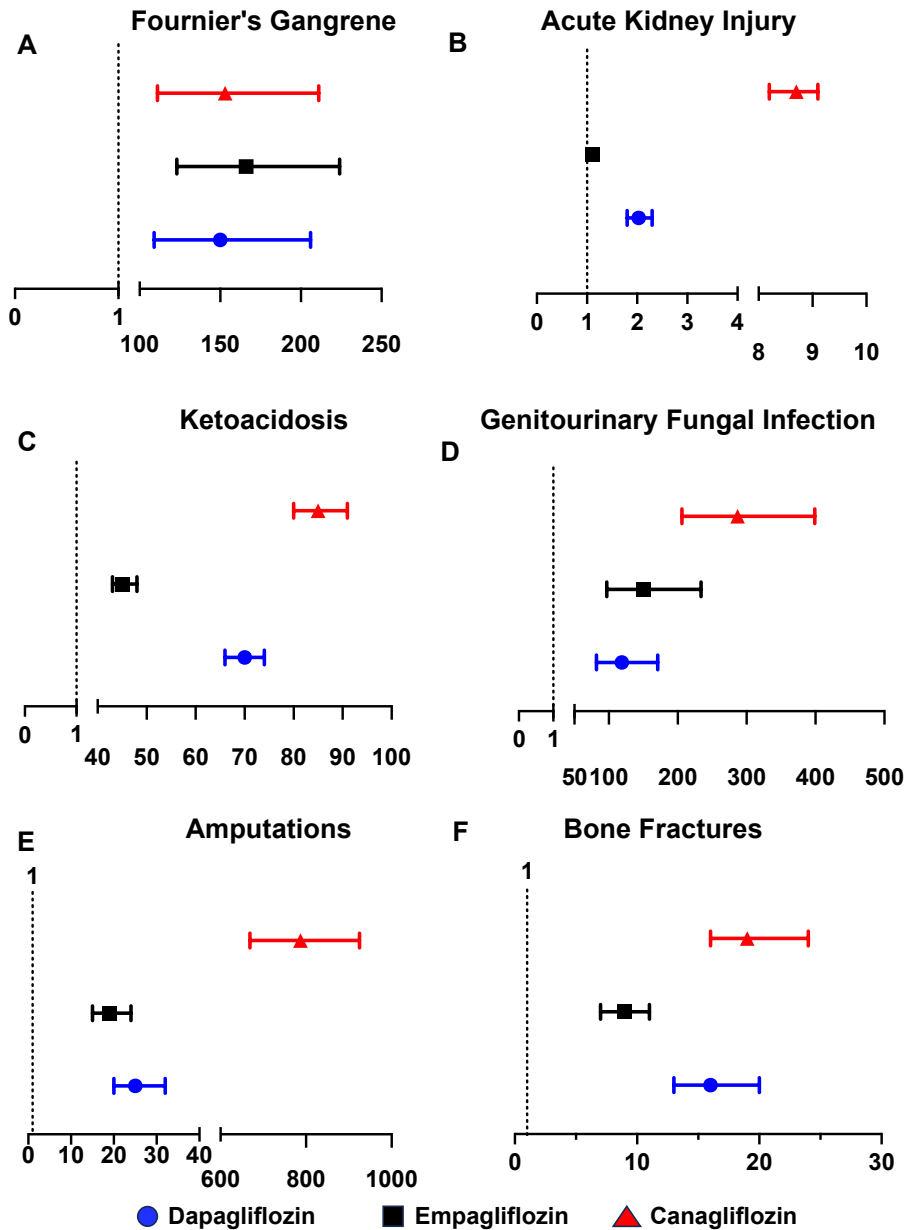 A
Fournier's Gangrene
0 1
100 150 200 250
B
Acute Kidney Injury
0 1 2 3 4
8 9 10
C
Ketoacidosis
0 1
40 50 60 70 80 90 100
D
Genitourinary Fungal Infection
0 1
50 100 200 300 400 500
E
Amputations
1
0 10 20 30 40
600 800 1000
F
Bone Fractures
1
0 10 20 30
Dapagliflozin Empagliflozin Canagliflozin